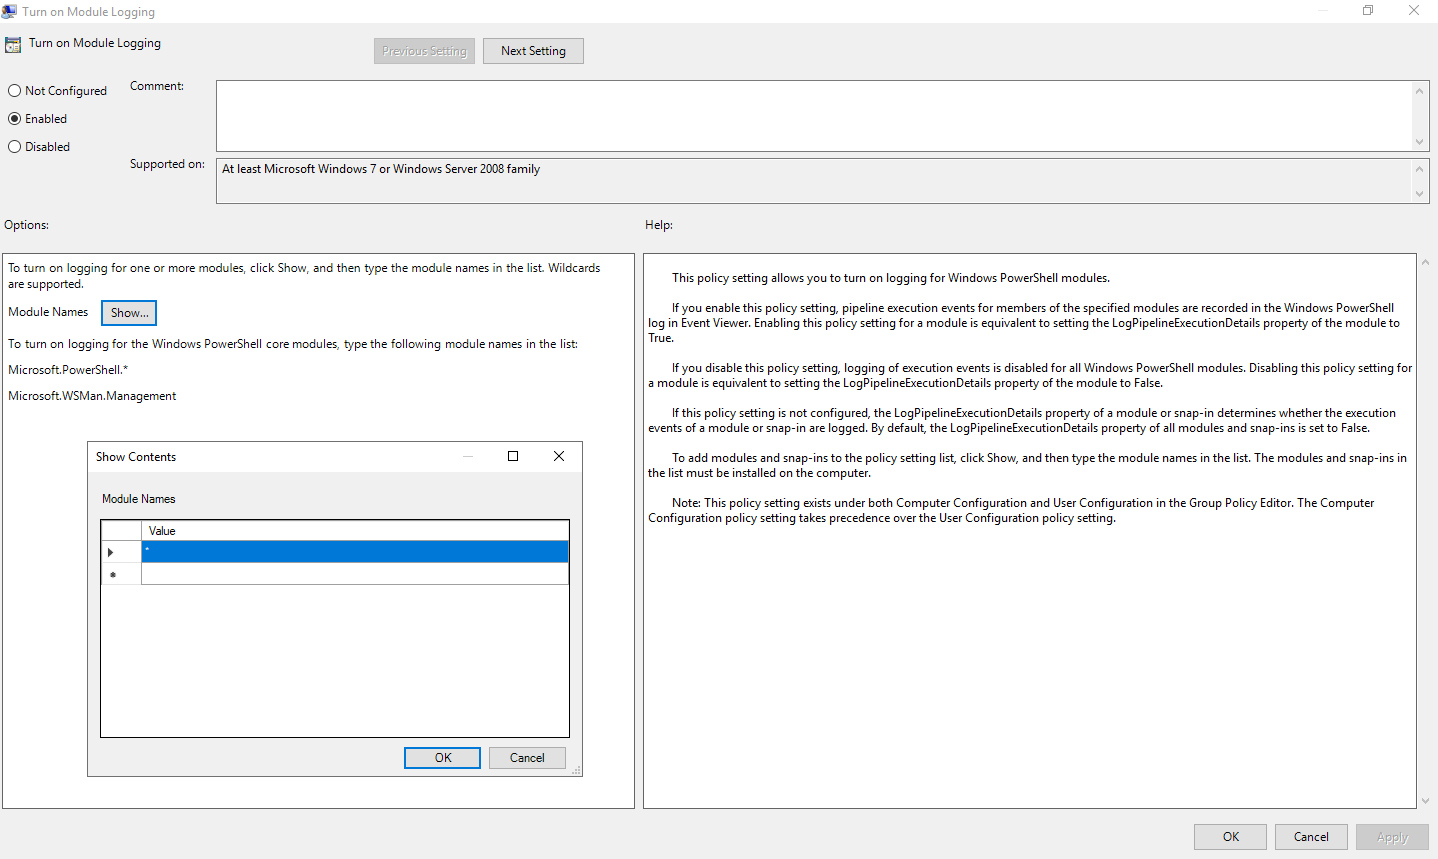 Turn on Module Logging
Turn on Module Logging
Previous Setting
Next Setting
Not Configured
Enabled
Disabled
Comment:
Supported on:
At least Microsoft Windows 7 or Windows Server 2008 family
Options:
Help:
To turn on logging for one or more modules, click Show, and then type the module names in the list. Wildcards
are supported.
Module Names
Show...
To turn on logging for the Windows PowerShell core modules, type the following module names in the list:
Microsoft.PowerShell.*
Microsoft.WSMan.Management
Show Contents
Module Names
Value
*
OK
Cancel
This policy setting allows you to turn on logging for Windows PowerShell modules.
If you enable this policy setting, pipeline execution events for members of the specified modules are recorded in the Windows PowerShell
log in Event Viewer. Enabling this policy setting for a module is equivalent to setting the LogPipelineExecutionDetails property of the module to
True.
If you disable this policy setting, logging of execution events is disabled for all Windows PowerShell modules. Disabling this policy setting for
a module is equivalent to setting the LogPipelineExecutionDetails property of the module to False.
If this policy setting is not configured, the LogPipelineExecutionDetails property of a module or snap-in determines whether the execution
events of a module or snap-in are logged. By default, the LogPipelineExecutionDetails property of all modules and snap-ins is set to False.
To add modules and snap-ins to the policy setting list, click Show, and then type the module names in the list. The modules and snap-ins in
the list must be installed on the computer.
Note: This policy setting exists under both Computer Configuration and User Configuration in the Group Policy Editor. The Computer
Configuration policy setting takes precedence over the User Configuration policy setting.
OK
Cancel
Apply